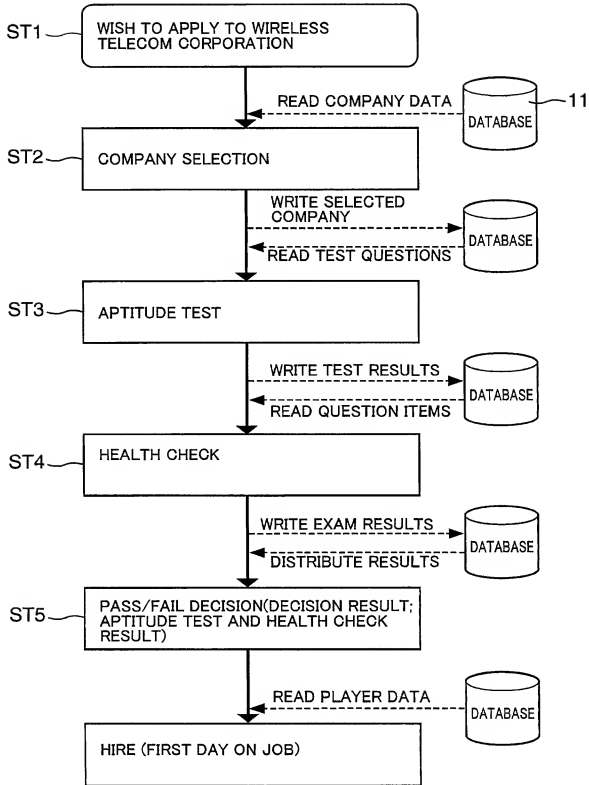 ST1
WISH TO APPLY TO WIRELESS
TELECOM CORPORATION
READ COMPANY DATA
DATABASE
11
ST2
COMPANY SELECTION
WRITE SELECTED
COMPANY
READ TEST QUESTIONS
DATABASE
ST3
APTITUDE TEST
WRITE TEST RESULTS
READ QUESTION ITEMS
DATABASE
ST4
HEALTH CHECK
WRITE EXAM RESULTS
DISTRIBUTE RESULTS
DATABASE
ST5
PASS/FAIL DECISION(DECISION RESULT;
APTITUDE TEST AND HEALTH CHECK
RESULT)
READ PLAYER DATA
DATABASE
HIRE (FIRST DAY ON JOB)